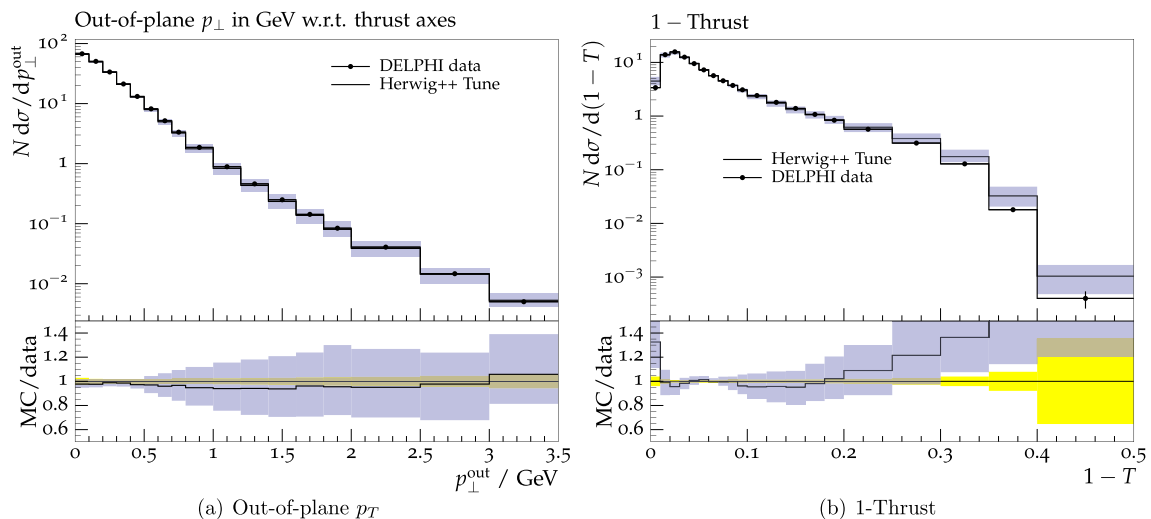 Out-of-plane p⊥ in GeV w.r.t. thrust axes
10²
10¹
1
10⁻¹
10⁻²
N dσ/dp⊥^out
DELPHI data
Herwig++ Tune
1.4
1.2
1
0.8
0.6
MC/data
0 0.5 1 1.5 2 2.5 3 3.5
p⊥^out / GeV
(a) Out-of-plane p_T
1 − Thrust
10¹
1
10⁻¹
10⁻²
10⁻³
N dσ/d(1 − T)
Herwig++ Tune
DELPHI data
1.4
1.2
1
0.8
0.6
MC/data
0 0.1 0.2 0.3 0.4 0.5
1 − T
(b) 1-Thrust